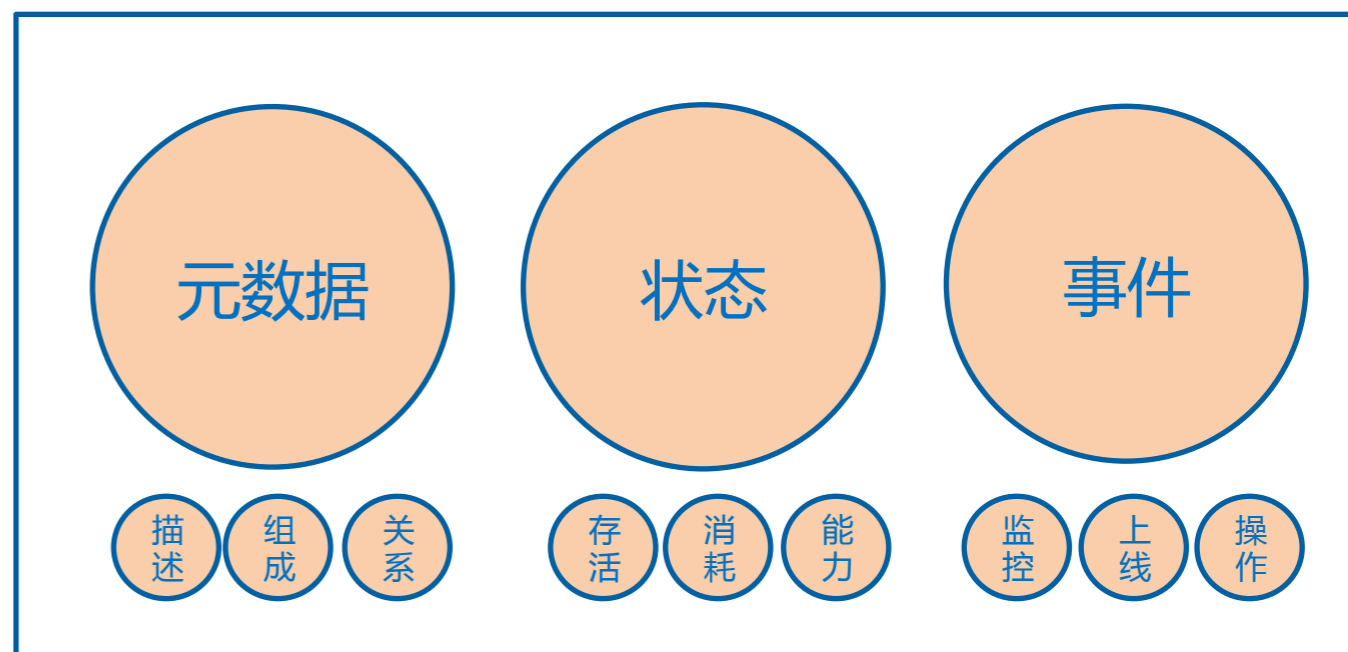 元数据
状态
事件
描述
组成
关系
存活
消耗
能力
监控
上线
操作